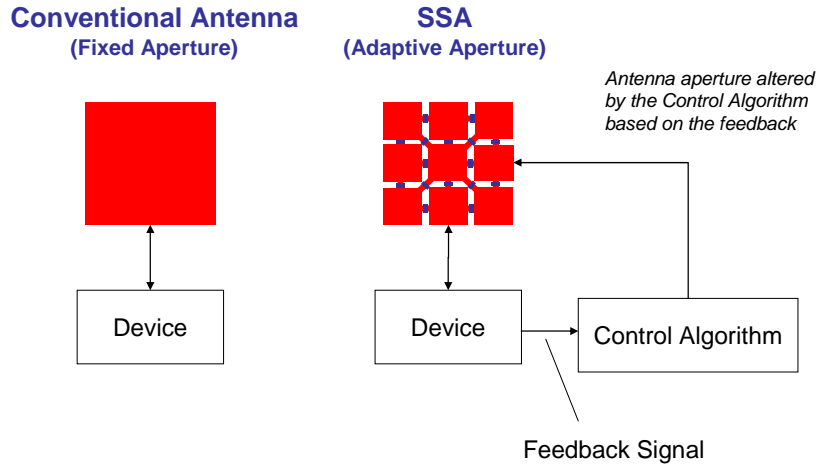 Conventional Antenna
(Fixed Aperture)
SSA
(Adaptive Aperture)
Antenna aperture altered
by the Control Algorithm
based on the feedback
Device
Device
Control Algorithm
Feedback Signal